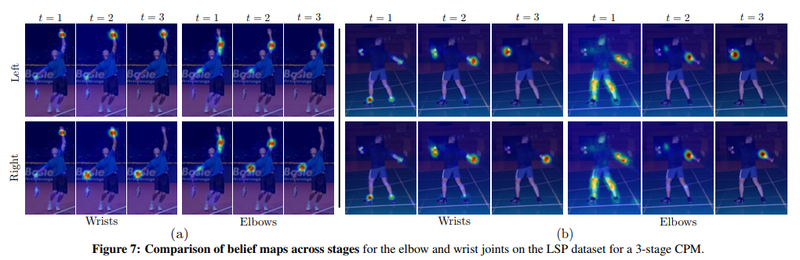 t = 1 t = 2 t = 3 t = 1 t = 2 t = 3 t = 1 t = 2 t = 3 t = 1 t = 2 t = 3
Left
Right
Wrists Elbows Wrists Elbows
(a) (b)
Figure 7: Comparison of belief maps across stages for the elbow and wrist joints on the LSP dataset for a 3-stage CPM.